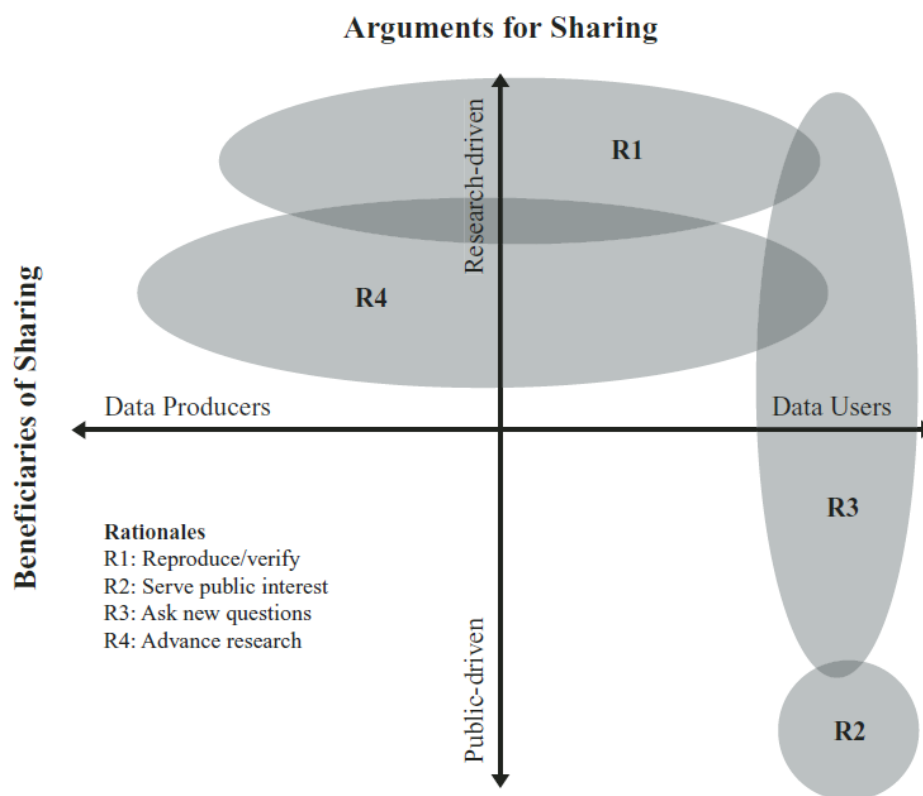 Arguments for Sharing
Research-driven
R1
R4
Beneficiaries of Sharing
Data Producers
Data Users
R3
Rationales
R1: Reproduce/verify
R2: Serve public interest
R3: Ask new questions
R4: Advance research
Public-driven
R2